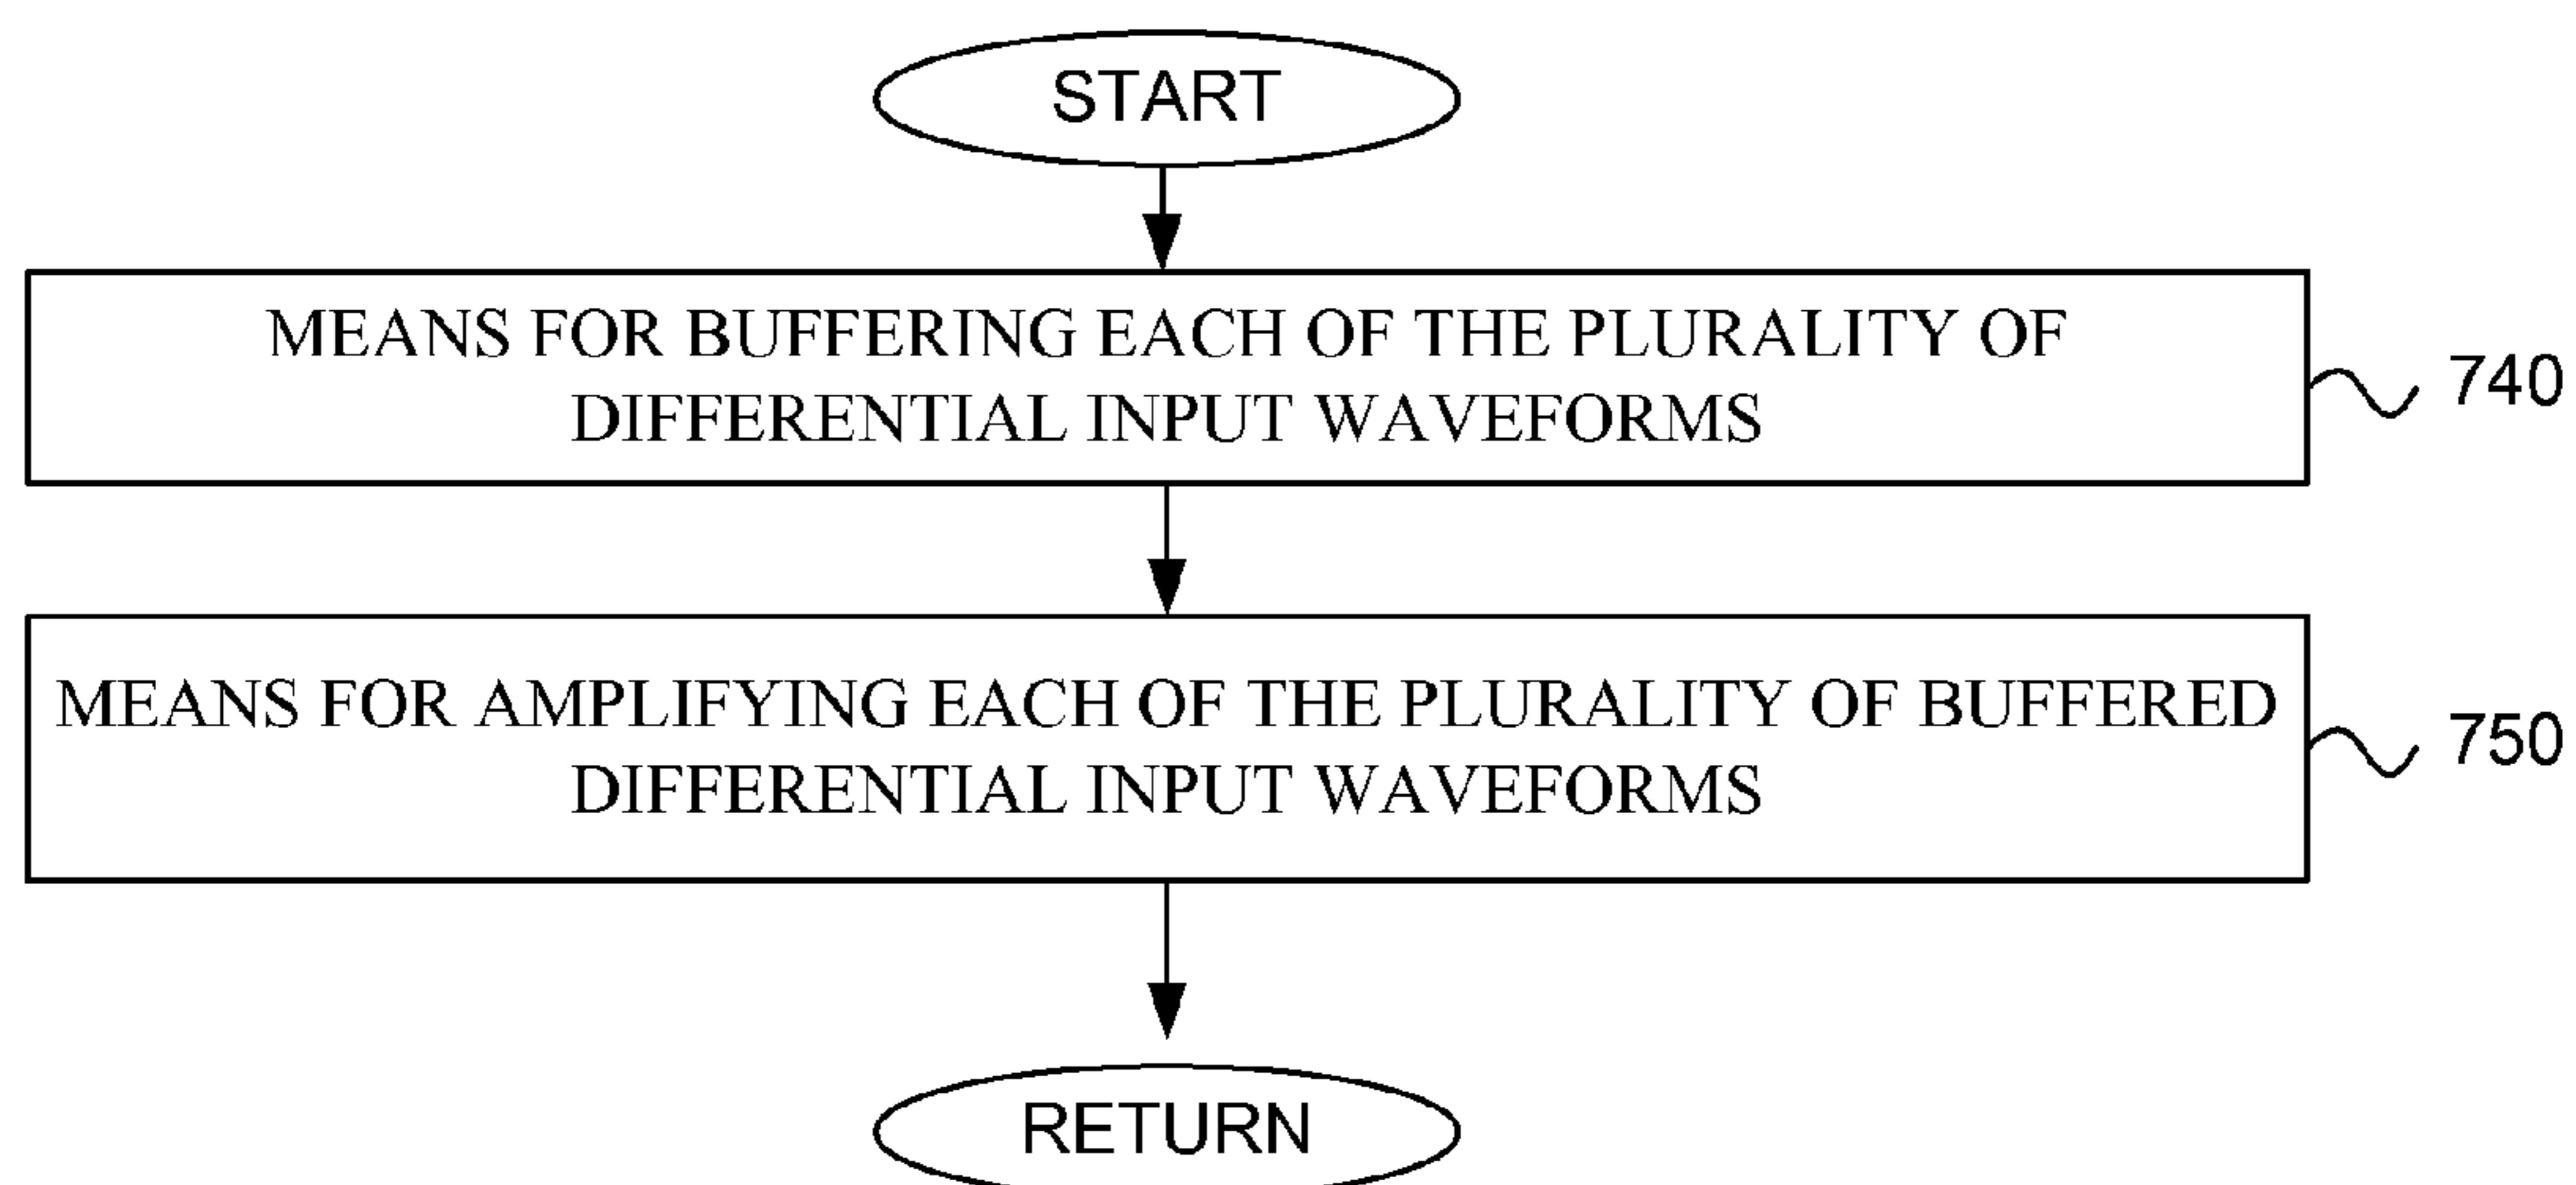 START
MEANS FOR BUFFERING EACH OF THE PLURALITY OF
DIFFERENTIAL INPUT WAVEFORMS
740
MEANS FOR AMPLIFYING EACH OF THE PLURALITY OF BUFFERED
DIFFERENTIAL INPUT WAVEFORMS
750
RETURN